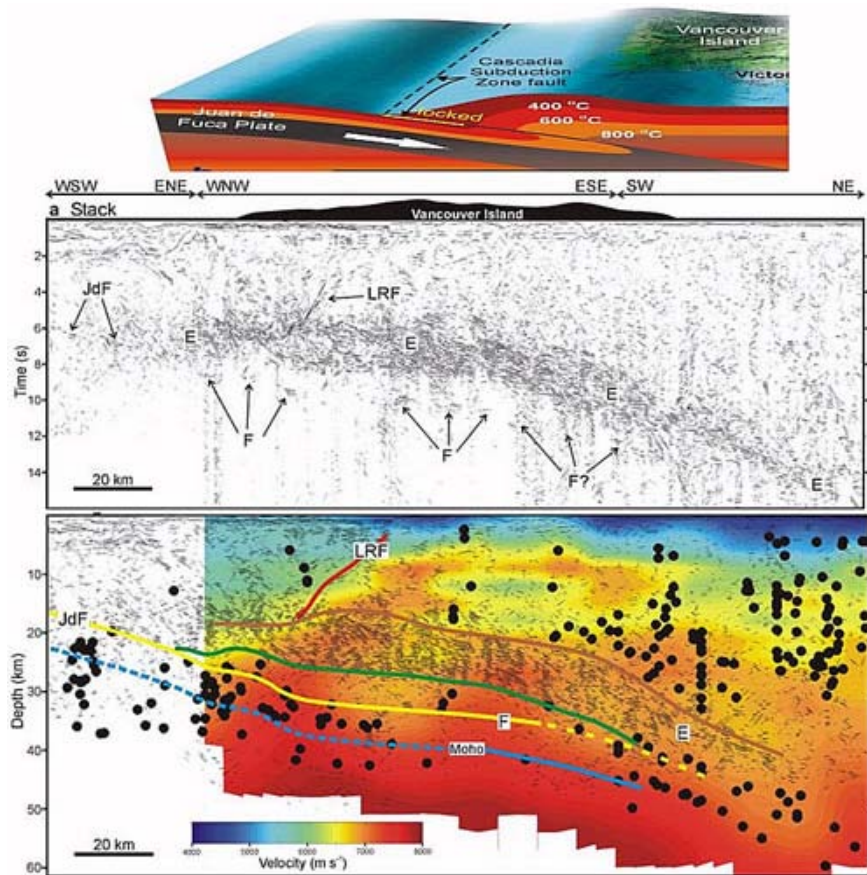 Vancouver
Island
Victor
Cascadia
Subduction
Zone fault
Juan de
Fuca Plate
locked
400 °C
600 °C
800 °C
WSW ENE WNW ESE SW NE
a Stack
Vancouver Island
2
4
6
8
10
12
14
Time (s)
JdF
LRF
E
E
E
E
F
F
F?
20 km
10
20
30
40
50
60
Depth (km)
LRF
JdF
F
E
Moho
20 km
4000 5000 6000 7000 8000
Velocity (m s⁻¹)